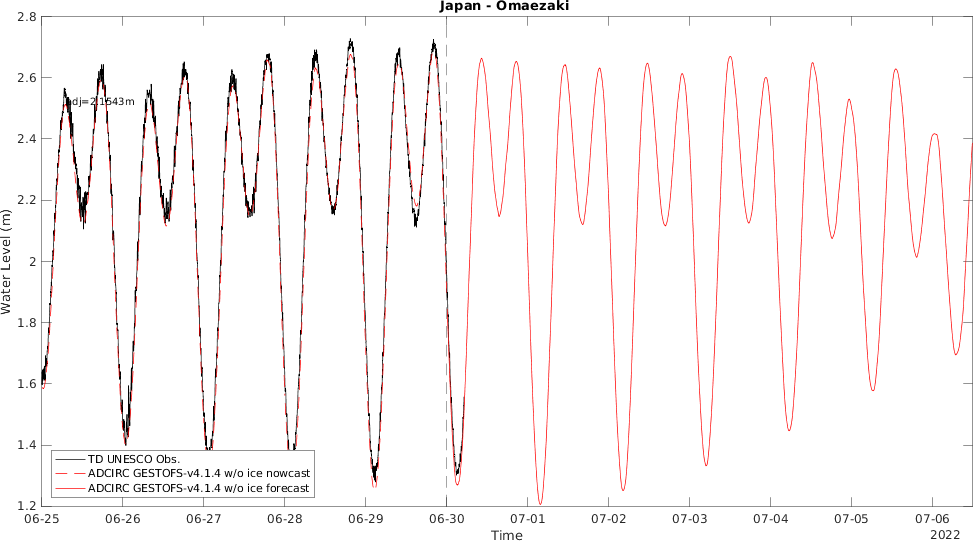 Japan - Omaezaki
2.8
2.6
2.4
2.2
2
1.8
1.6
1.4
1.2
Water Level (m)
adj=2.1543m
TD UNESCO Obs.
ADCIRC GESTOFS-v4.1.4 w/o ice nowcast
ADCIRC GESTOFS-v4.1.4 w/o ice forecast
06-25 06-26 06-27 06-28 06-29 06-30 07-01 07-02 07-03 07-04 07-05 07-06
Time
2022